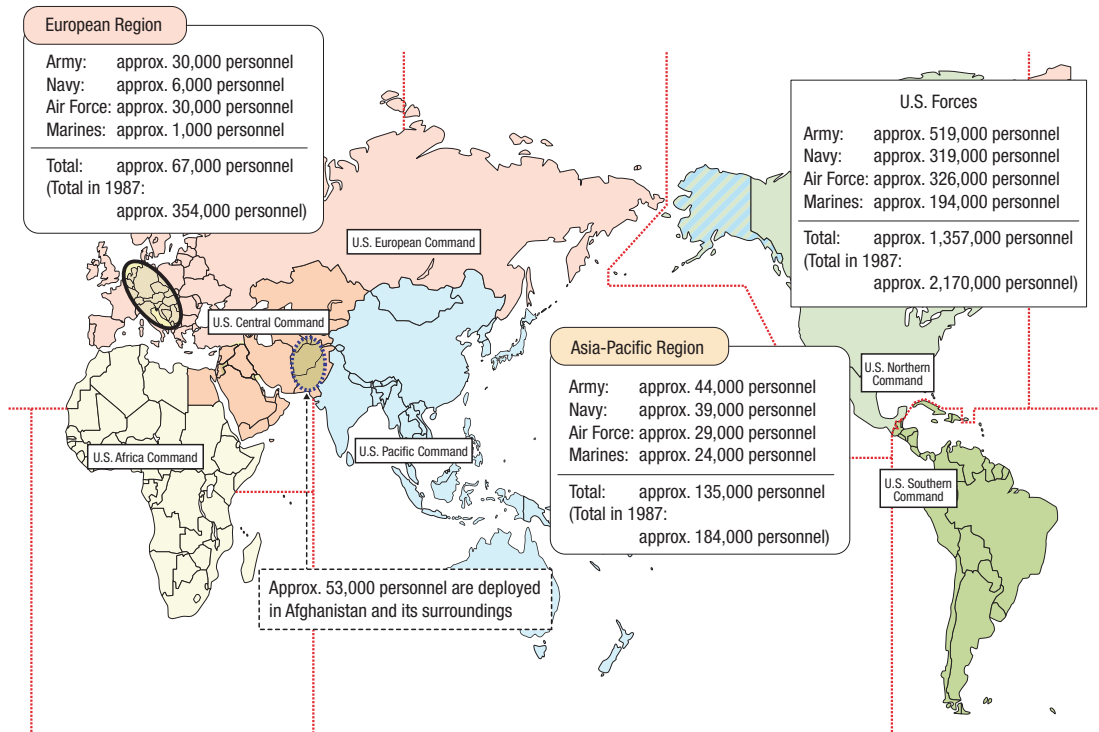 European Region
Army: approx. 30,000 personnel
Navy: approx. 6,000 personnel
Air Force: approx. 30,000 personnel
Marines: approx. 1,000 personnel
Total: approx. 67,000 personnel
(Total in 1987:
approx. 354,000 personnel)
U.S. Forces
Army: approx. 519,000 personnel
Navy: approx. 319,000 personnel
Air Force: approx. 326,000 personnel
Marines: approx. 194,000 personnel
Total: approx. 1,357,000 personnel
(Total in 1987:
approx. 2,170,000 personnel)
U.S. European Command
U.S. Central Command
Asia-Pacific Region
Army: approx. 44,000 personnel
Navy: approx. 39,000 personnel
Air Force: approx. 29,000 personnel
Marines: approx. 24,000 personnel
Total: approx. 135,000 personnel
(Total in 1987:
approx. 184,000 personnel)
U.S. Northern
Command
U.S. Africa Command
U.S. Pacific Command
U.S. Southern
Command
Approx. 53,000 personnel are deployed
in Afghanistan and its surroundings